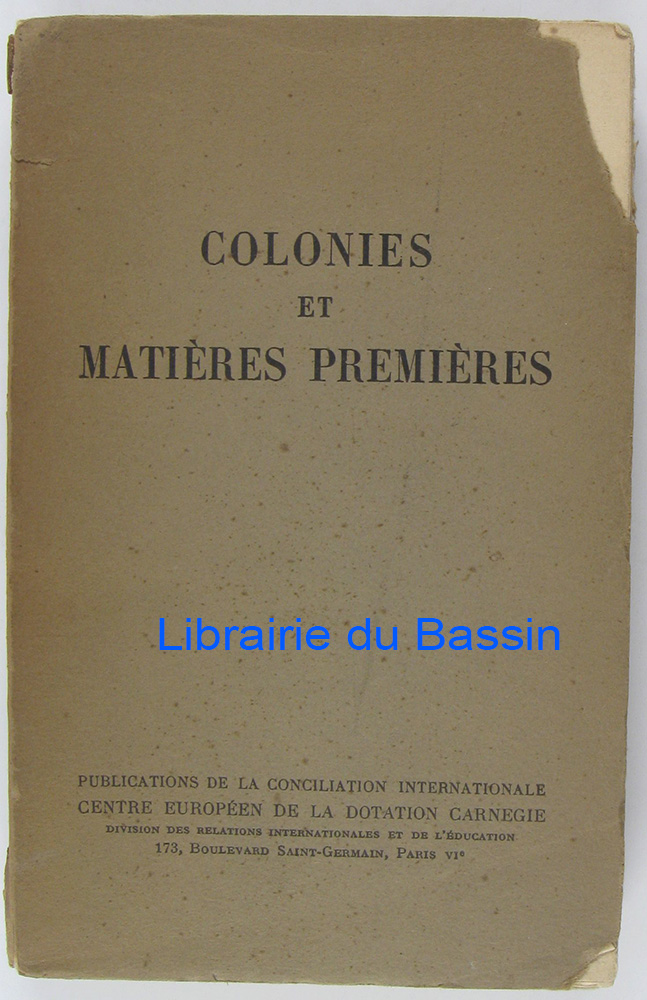 COLONIES
ET
MATIÈRES PREMIÈRES
Librairie du Bassin
PUBLICATIONS DE LA CONCILIATION INTERNATIONALE
CENTRE EUROPÉEN DE LA DOTATION CARNEGIE
DIVISION DES RELATIONS INTERNATIONALES ET DE L'ÉDUCATION
173, BOULEVARD SAINT-GERMAIN, PARIS VIe